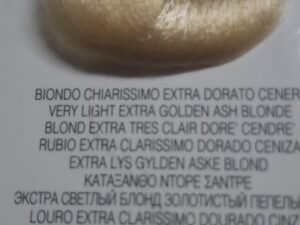 BIONDO CHIARISSIMO EXTRA DORATO CENER
VERY LIGHT EXTRA GOLDEN ASH BLONDE
BLOND EXTRA TRES CLAIR DORE' CENDRE'
RUBIO EXTRA CLARISSIMO DORADO CENIZA
EXTRA LYS GYLDEN ASKE BLOND
ΚΑΤΑΞΑΝΘΟ ΝΤΟΡΕ ΣΑΝΤΡΕ
ЭКСТРА СВЕТЛЫЙ БЛОНД ЗОЛОТИСТЫЙ ПЕПЕЛЬ
LOURO EXTRA CLARISSIMO DOURADO CINZ